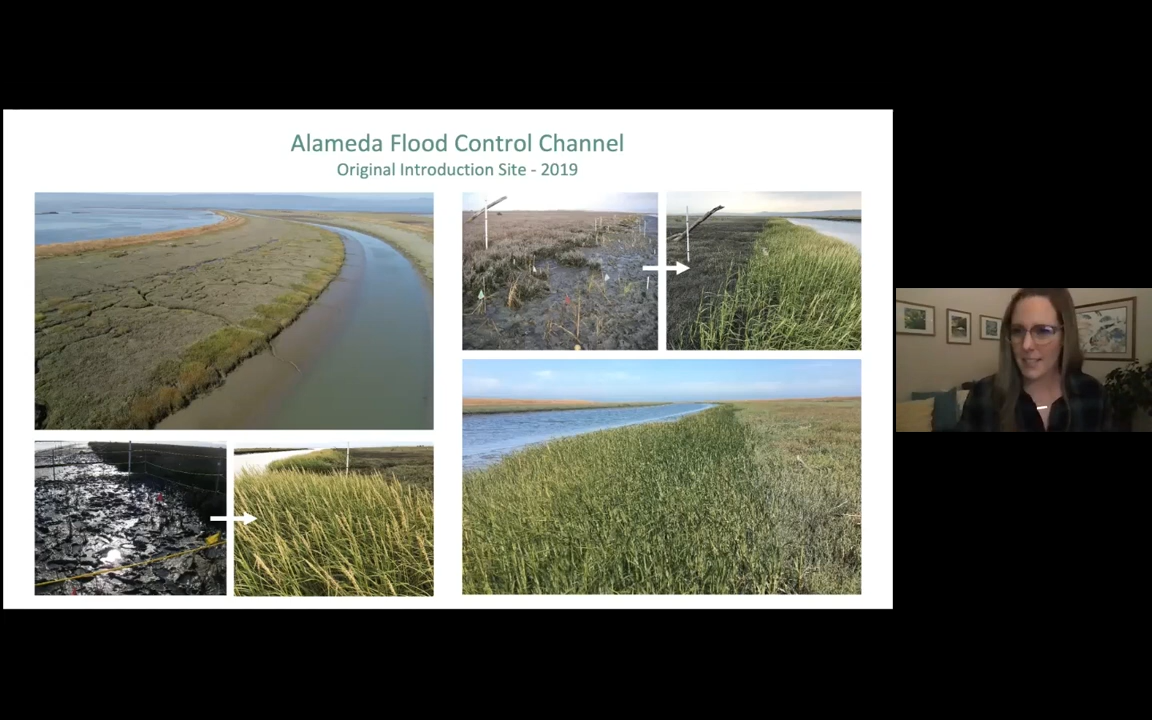 Alameda Flood Control Channel
Original Introduction Site - 2019